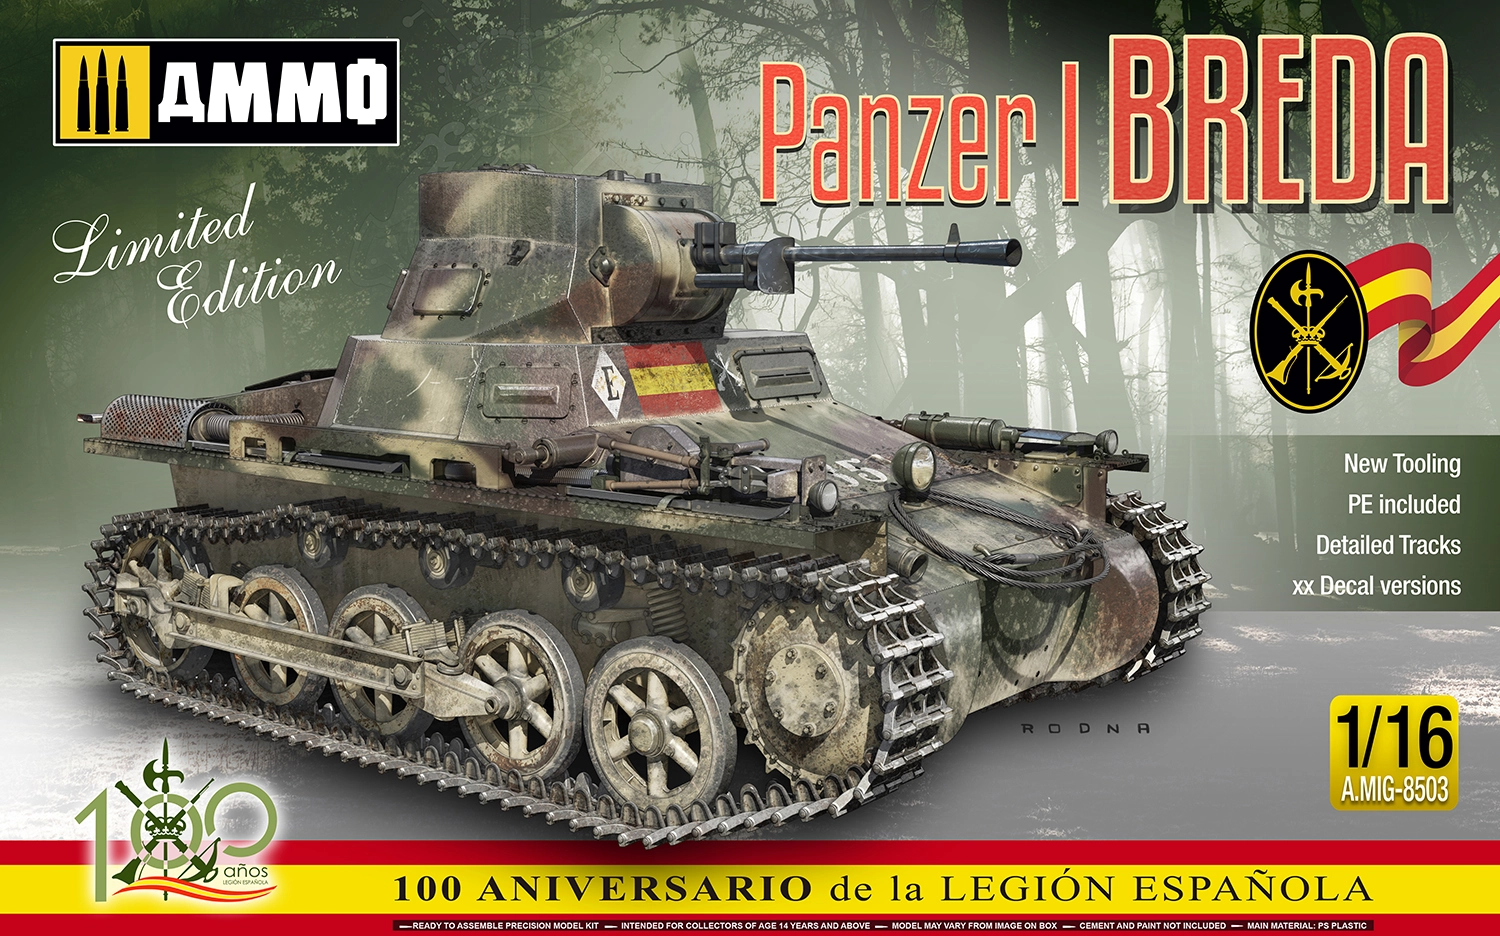 AMMO
Panzer I BREDA
Limited
Edition
E
New Tooling
PE included
Detailed Tracks
xx Decal versions
RODNA
1/16
A.MIG-8503
100
años
LEGIÓN ESPAÑOLA
100 ANIVERSARIO de la LEGIÓN ESPAÑOLA
READY TO ASSEMBLE PRECISION MODEL KIT — INTENDED FOR COLLECTORS OF AGE 14 YEARS AND ABOVE — MODEL MAY VARY FROM IMAGE ON BOX — CEMENT AND PAINT NOT INCLUDED — MAIN MATERIAL: PS PLASTIC